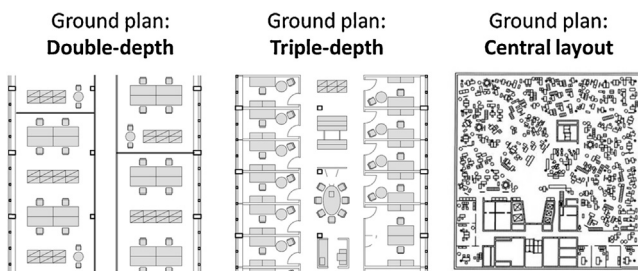 Ground plan:
Double-depth
Ground plan:
Triple-depth
Ground plan:
Central layout